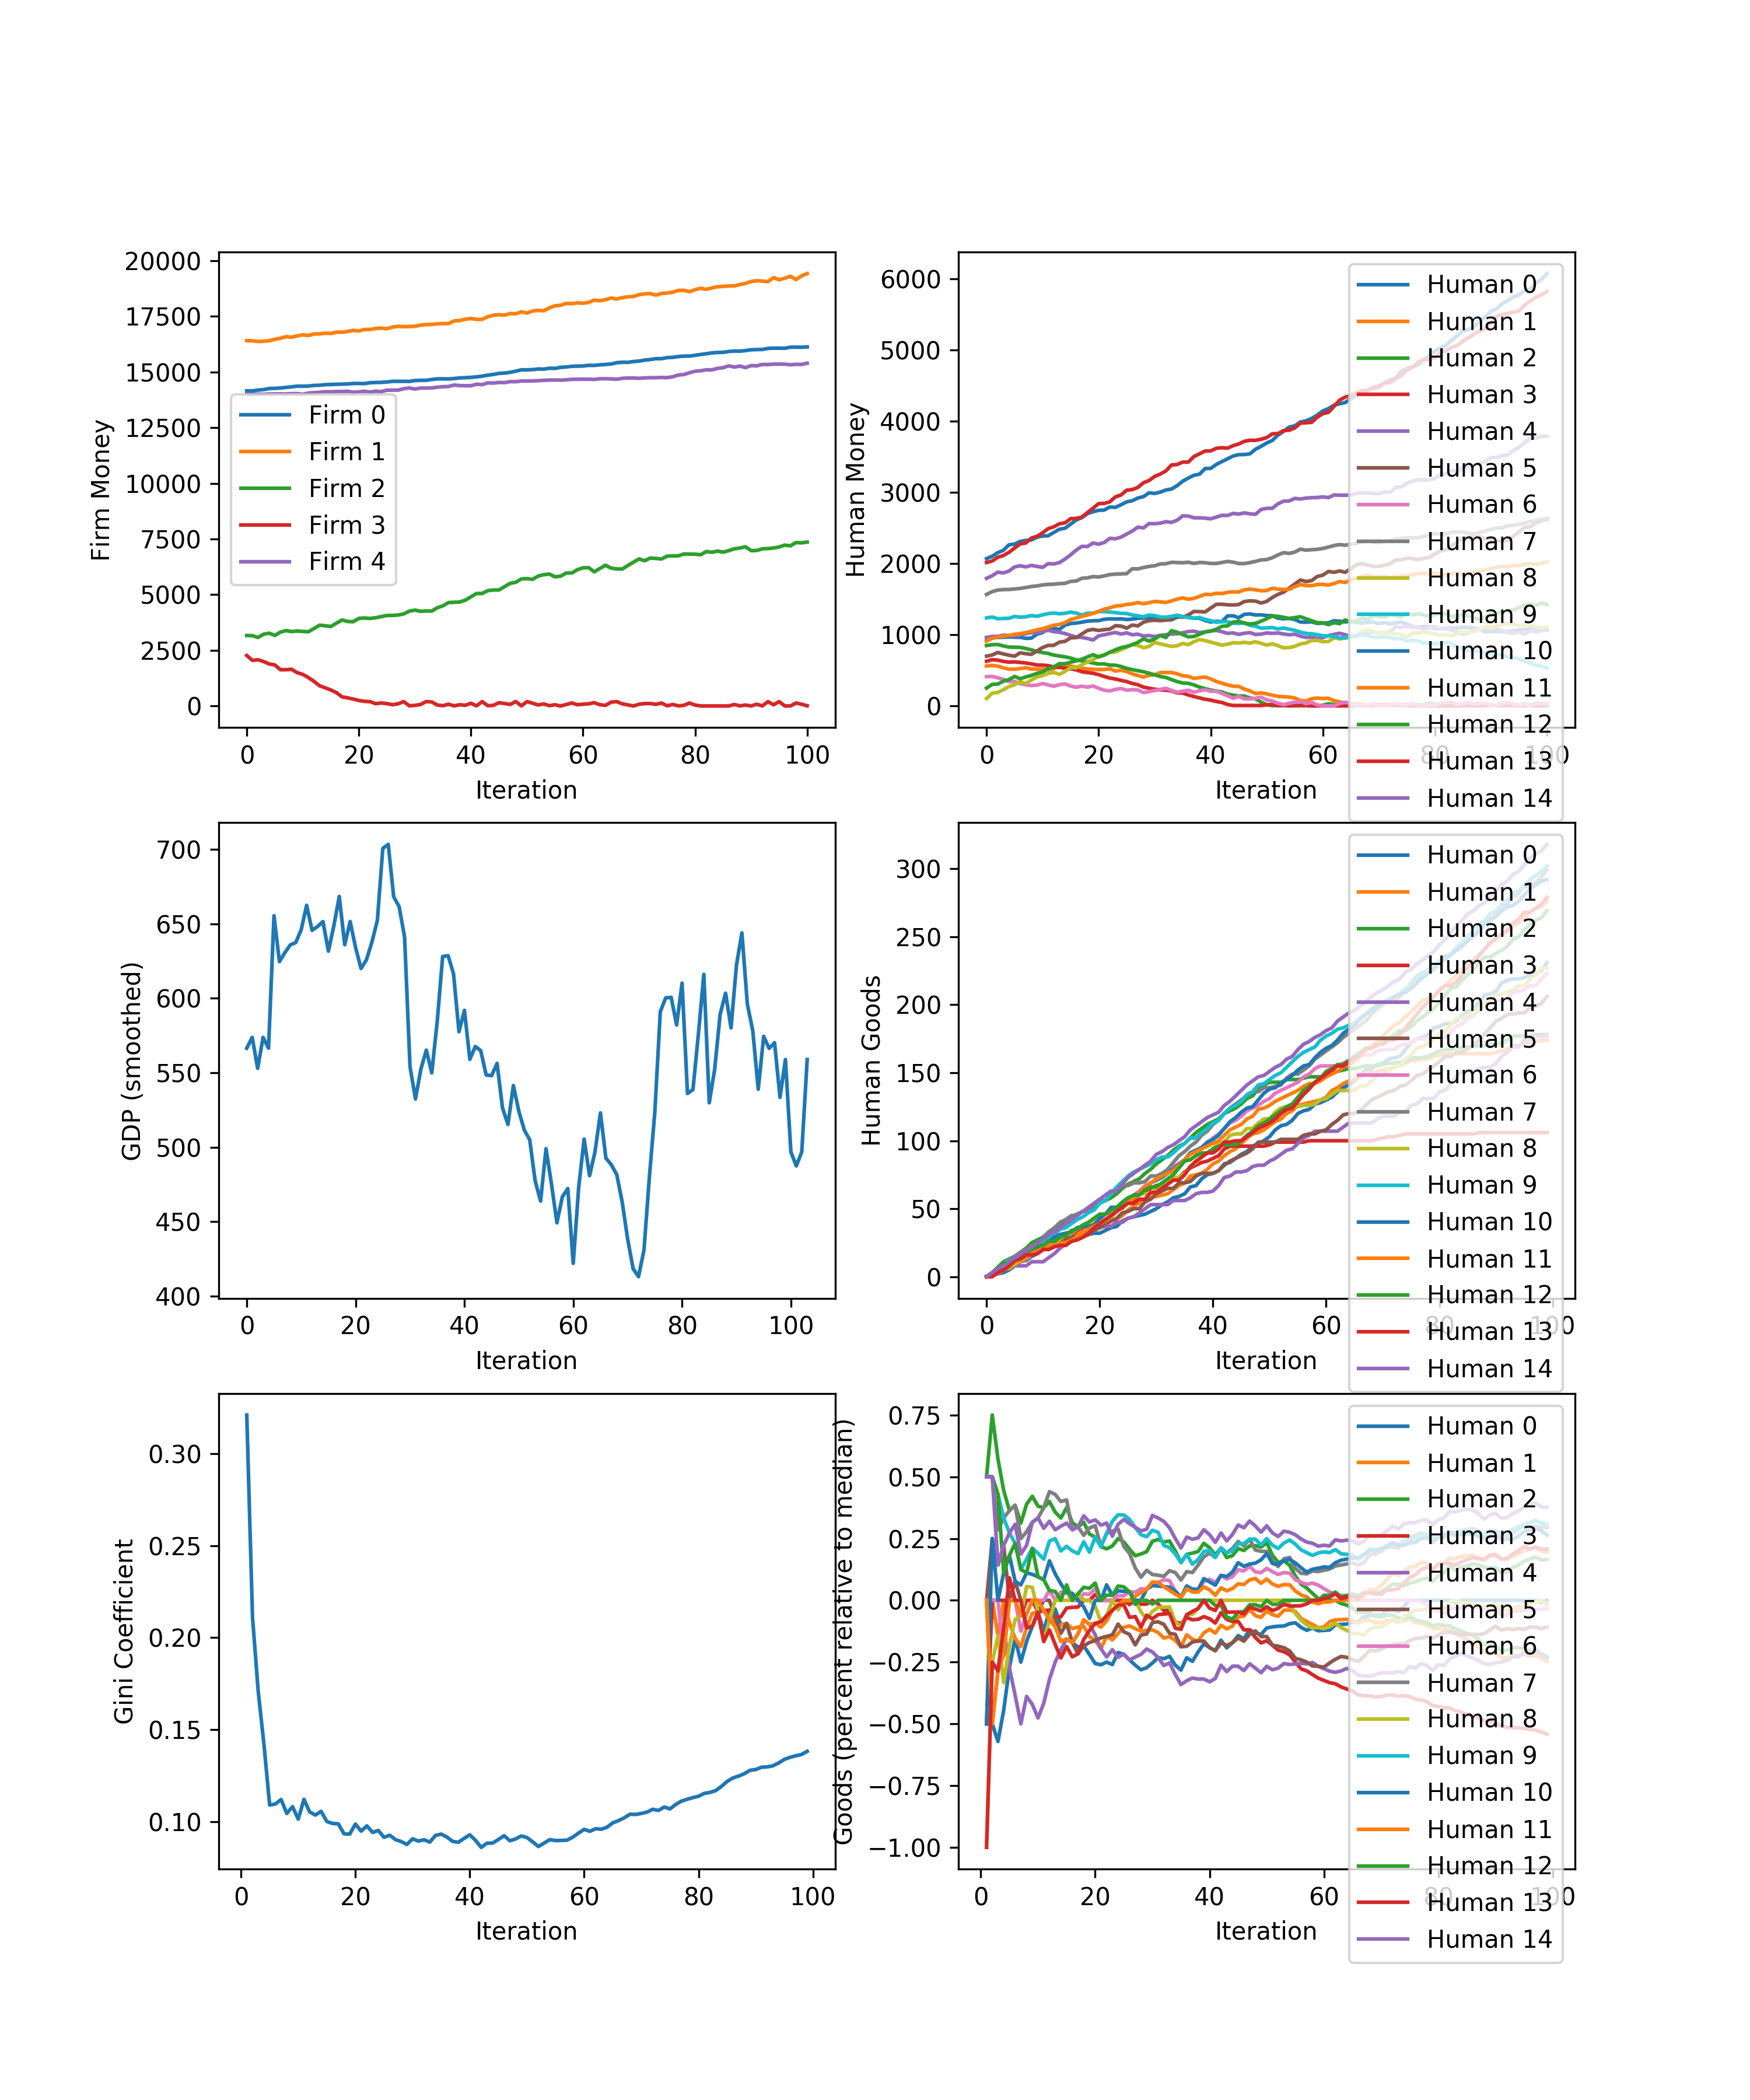 20000
17500
15000
12500
10000
7500
5000
2500
0
Firm Money
Firm 0
Firm 1
Firm 2
Firm 3
Firm 4
0 20 40 60 80 100
Iteration
6000
5000
4000
3000
2000
1000
0
Human Money
Human 0
Human 1
Human 2
Human 3
Human 4
Human 5
Human 6
Human 7
Human 8
Human 9
Human 10
Human 11
Human 12
Human 13
Human 14
0 20 40 60 80 100
Iteration
700
650
600
550
500
450
400
GDP (smoothed)
0 20 40 60 80 100
Iteration
300
250
200
150
100
50
0
Human Goods
Human 0
Human 1
Human 2
Human 3
Human 4
Human 5
Human 6
Human 7
Human 8
Human 9
Human 10
Human 11
Human 12
Human 13
Human 14
0 20 40 60 80 100
Iteration
0.30
0.25
0.20
0.15
0.10
Gini Coefficient
0 20 40 60 80 100
Iteration
0.75
0.50
0.25
0.00
−0.25
−0.50
−0.75
−1.00
Goods (percent relative to median)
Human 0
Human 1
Human 2
Human 3
Human 4
Human 5
Human 6
Human 7
Human 8
Human 9
Human 10
Human 11
Human 12
Human 13
Human 14
0 20 40 60 80 100
Iteration